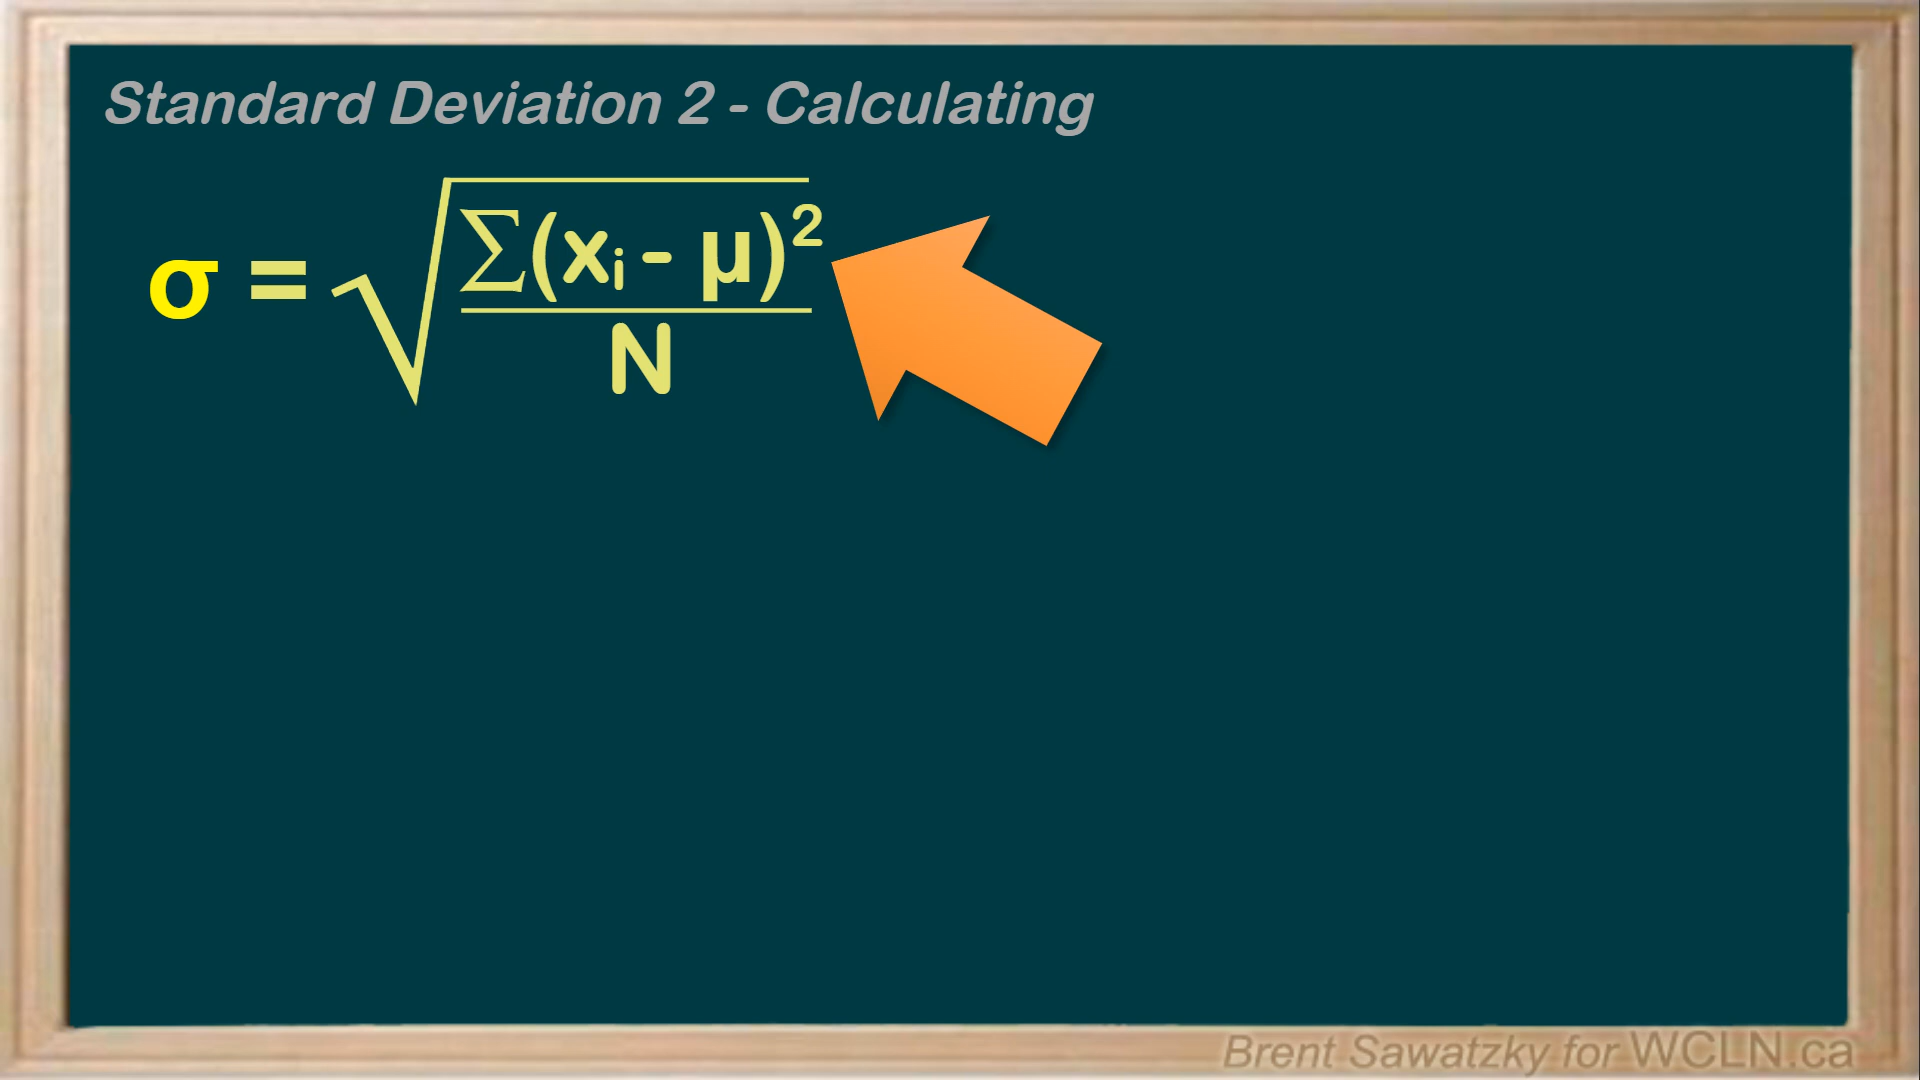 Standard Deviation 2 - Calculating
σ = √(∑(xᵢ - µ)² / N)
Brent Sawatzky for WCLN.ca